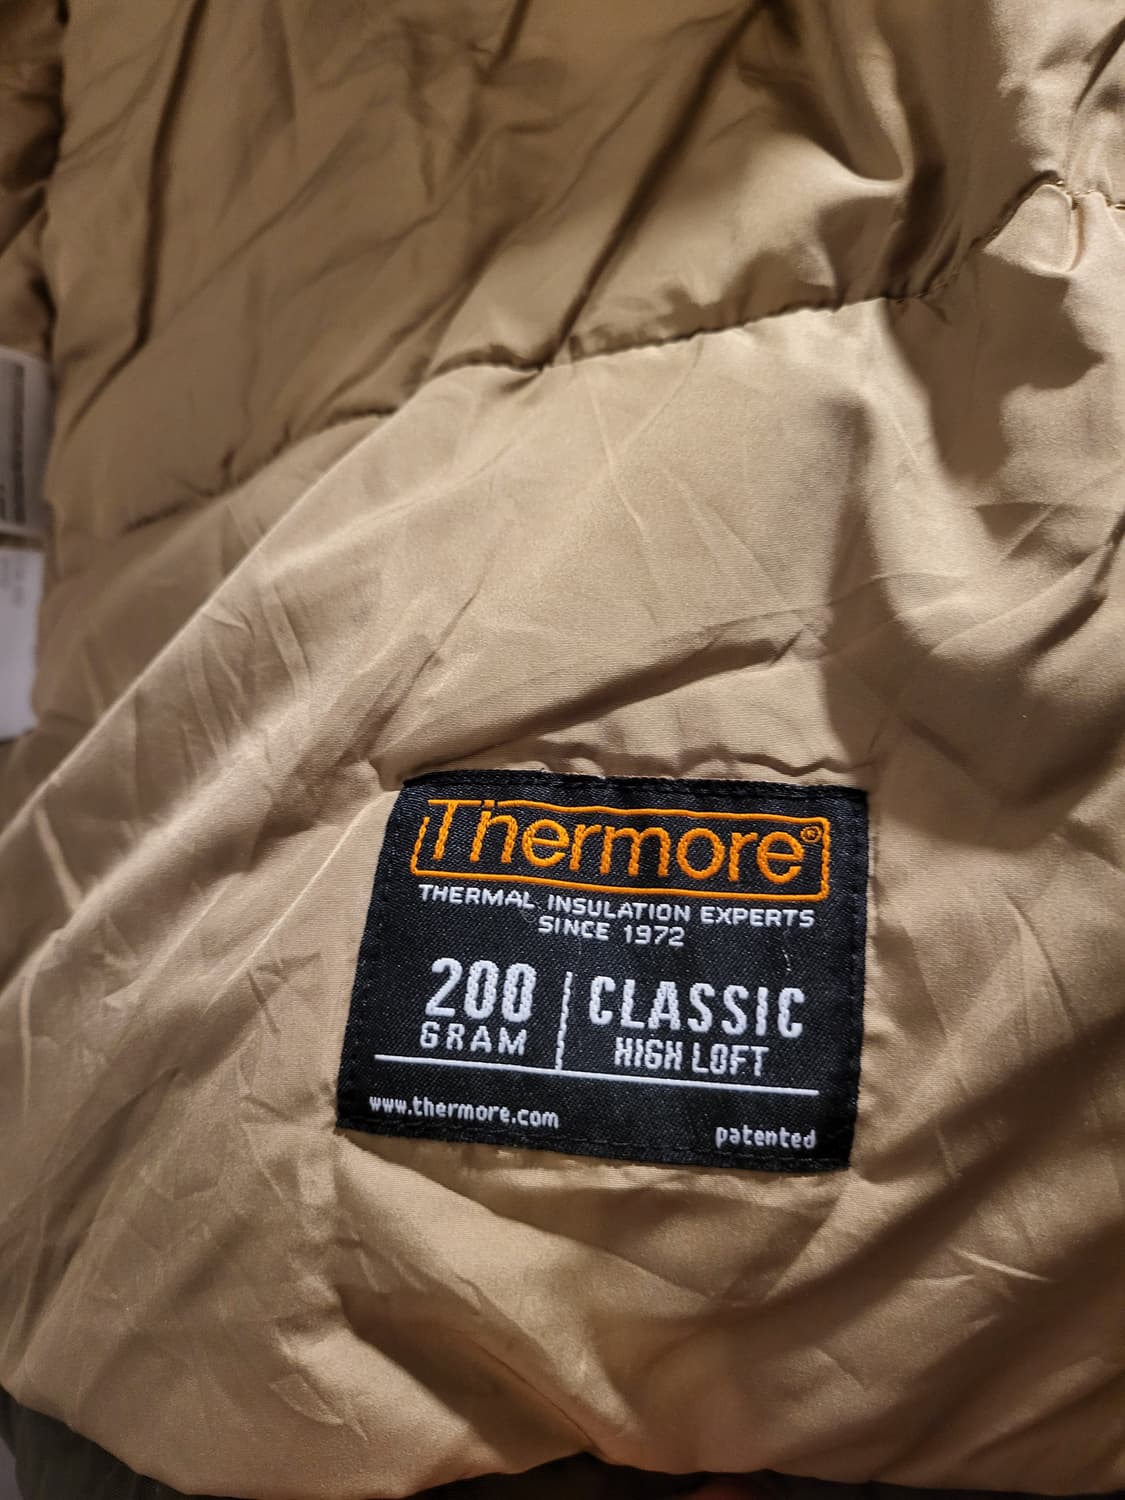 Thermore®
THERMAL INSULATION EXPERTS
SINCE 1972
200 GRAM
CLASSIC HIGH LOFT
www.thermore.com
patented